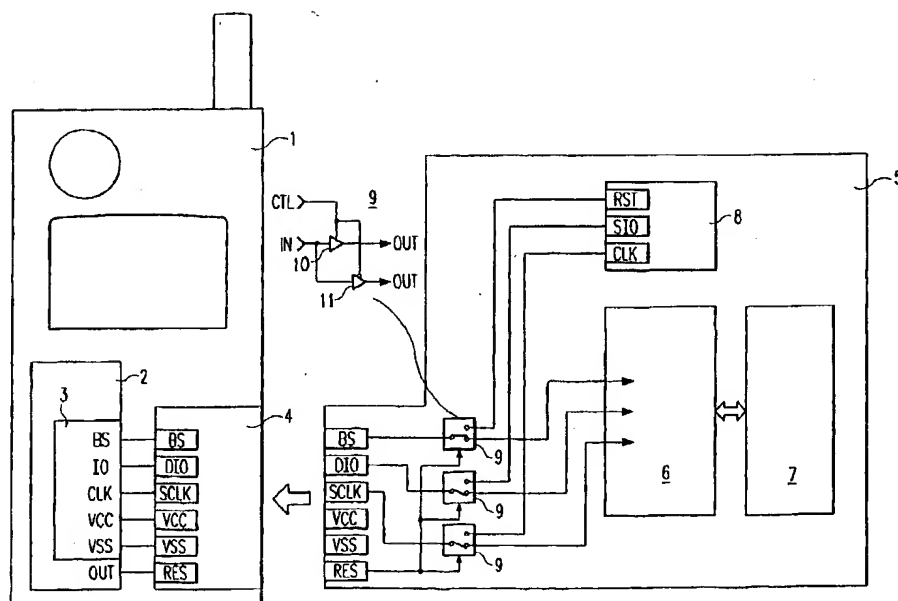 1
5
CTL
9
IN
OUT
10
OUT
11
RST
SIO
CLK
8
2
3
4
BS
IO
CLK
VCC
VSS
OUT
BS
DIO
SCLK
VCC
VSS
RES
BS
DIO
SCLK
VCC
VSS
RES
9
9
9
6
7